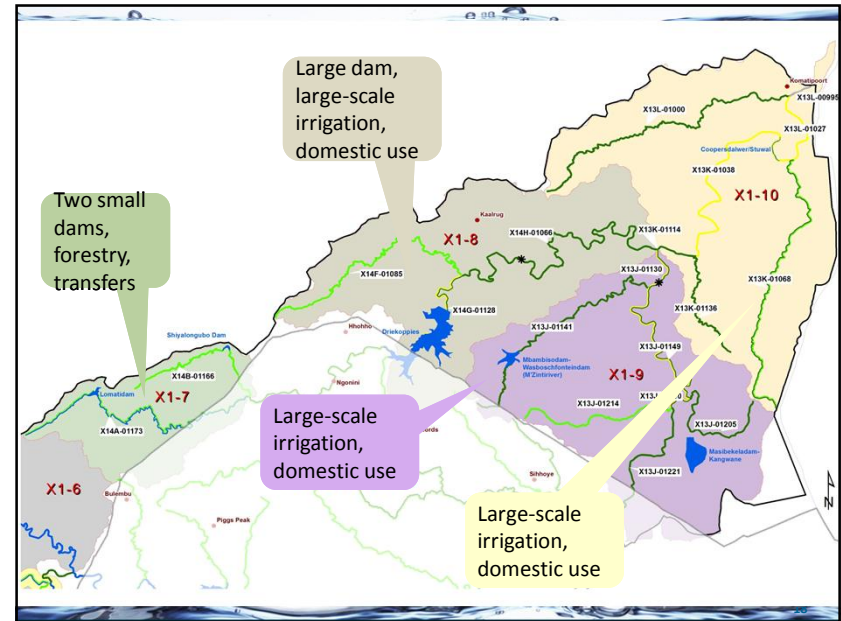 Large dam,
large-scale
irrigation,
domestic use
Two small
dams,
forestry,
transfers
Large-scale
irrigation,
domestic use
Large-scale
irrigation,
domestic use
Komatipoort
X13L-00995
X13L-01000
X13L-01027
Coopersdalwer/Stuwal
X13K-01038
X1-10
Kaalrug
X1-8
X14H-01066
X13K-01114
X14F-01085
X13J-01130
X13K-01068
X13K-01136
X14G-01128
Shiyalongubo Dam
Hhohho
Driekoppies
X13J-01141
X13J-01149
Mbambisodam-
Wasboschfonteindam
(M'Zintiriver)
X1-9
X14B-01166
Lomatidam
X1-7
Ngonini
X13J-01214
X13J-01205
X14A-01173
Masibekeladam-
Kangwane
X1-6
Bulembu
Sihhoye
X13J-01221
Piggs Peak